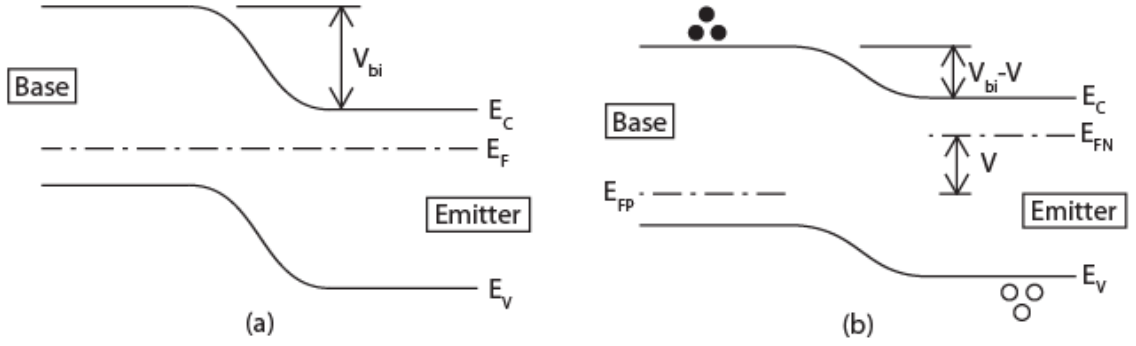 V_bi
Base
E_C
E_F
Emitter
E_V
(a)
V_bi-V
E_C
Base
E_FN
V
E_FP
Emitter
E_V
(b)